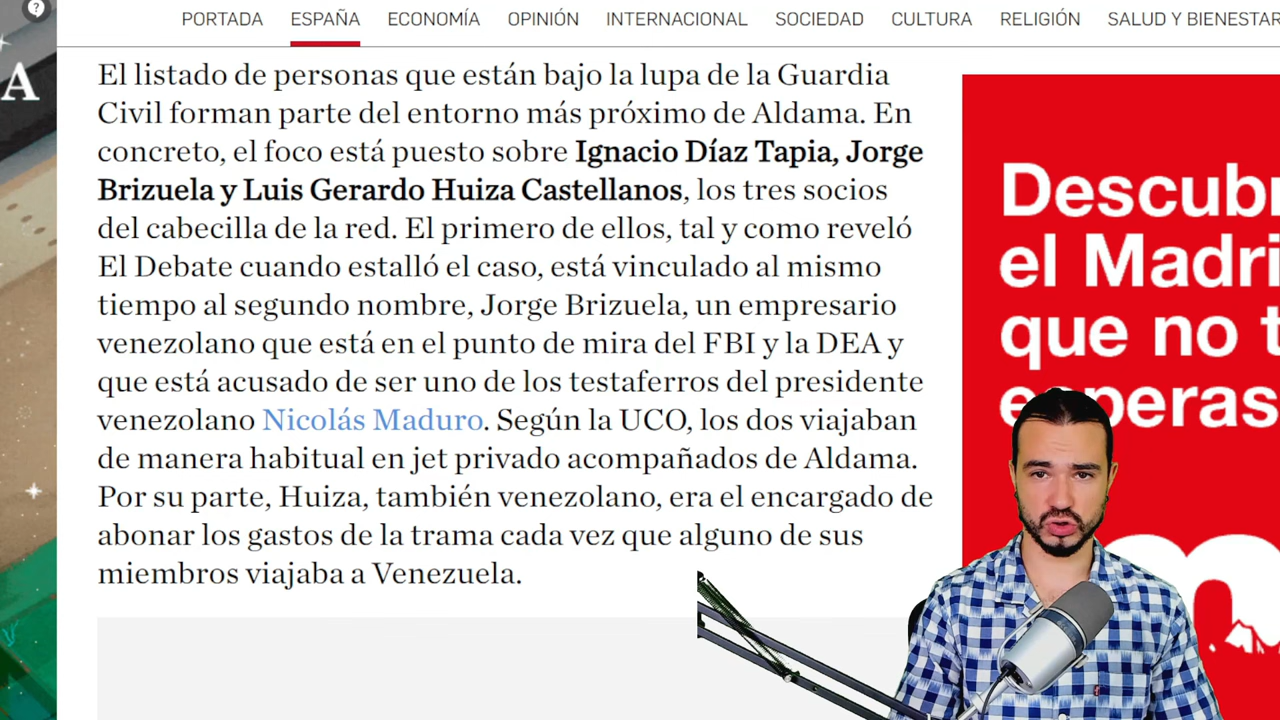 PORTADA ESPAÑA ECONOMÍA OPINIÓN INTERNACIONAL SOCIEDAD CULTURA RELIGIÓN SALUD Y BIENESTAR
?
A
El listado de personas que están bajo la lupa de la Guardia
Civil forman parte del entorno más próximo de Aldama. En
concreto, el foco está puesto sobre Ignacio Díaz Tapia, Jorge
Brizuela y Luis Gerardo Huiza Castellanos, los tres socios
del cabecilla de la red. El primero de ellos, tal y como reveló
El Debate cuando estalló el caso, está vinculado al mismo
tiempo al segundo nombre, Jorge Brizuela, un empresario
venezolano que está en el punto de mira del FBI y la DEA y
que está acusado de ser uno de los testaferros del presidente
venezolano Nicolás Maduro. Según la UCO, los dos viajaban
de manera habitual en jet privado acompañados de Aldama.
Por su parte, Huiza, también venezolano, era el encargado de
abonar los gastos de la trama cada vez que alguno de sus
miembros viajaba a Venezuela.
Descubr
el Madri
que no t
esperas